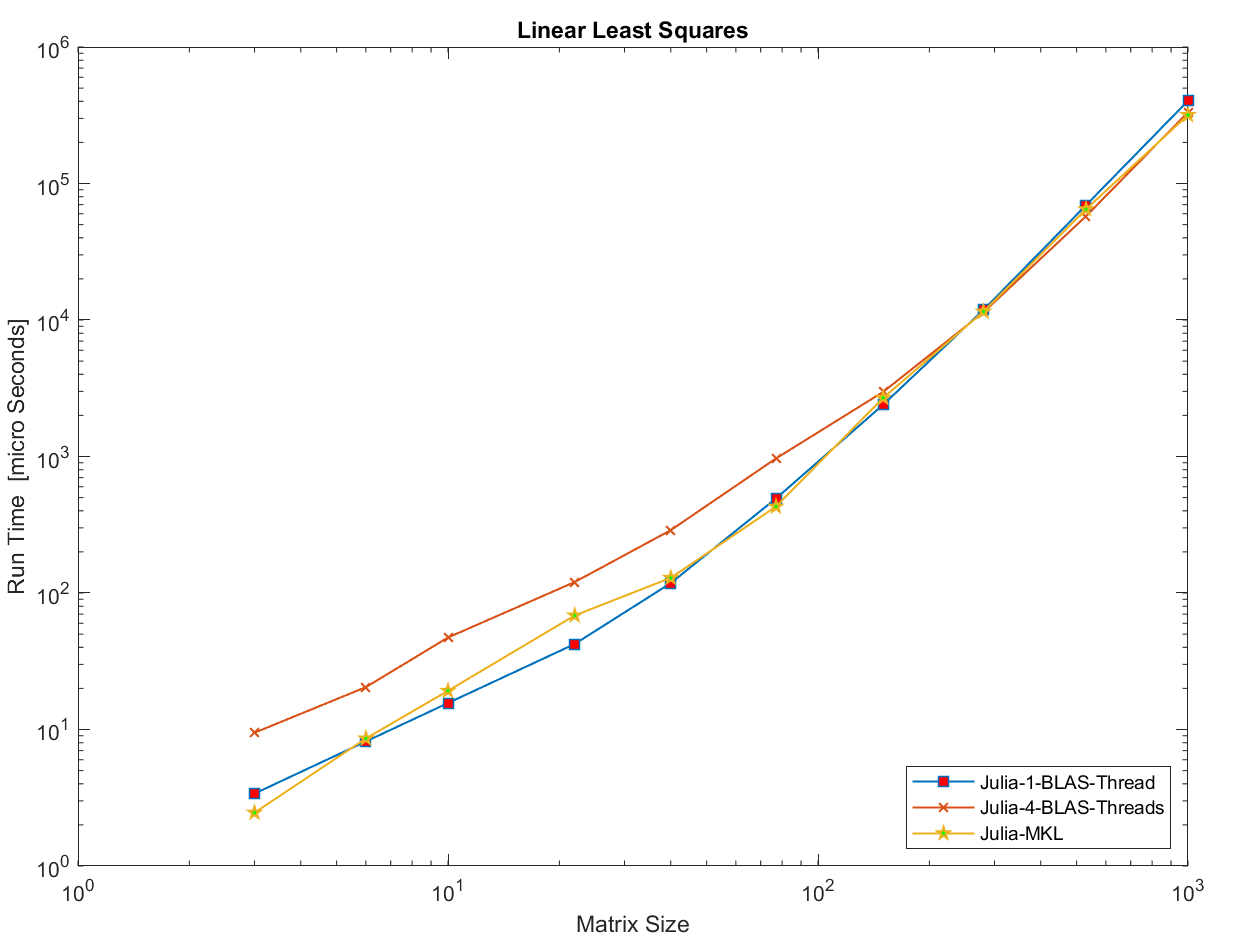 Linear Least Squares
10^6
10^5
10^4
10^3
10^2
10^1
10^0
Run Time  [micro Seconds]
10^0 10^1 10^2 10^3
Matrix Size
Julia-1-BLAS-Thread
Julia-4-BLAS-Threads
Julia-MKL